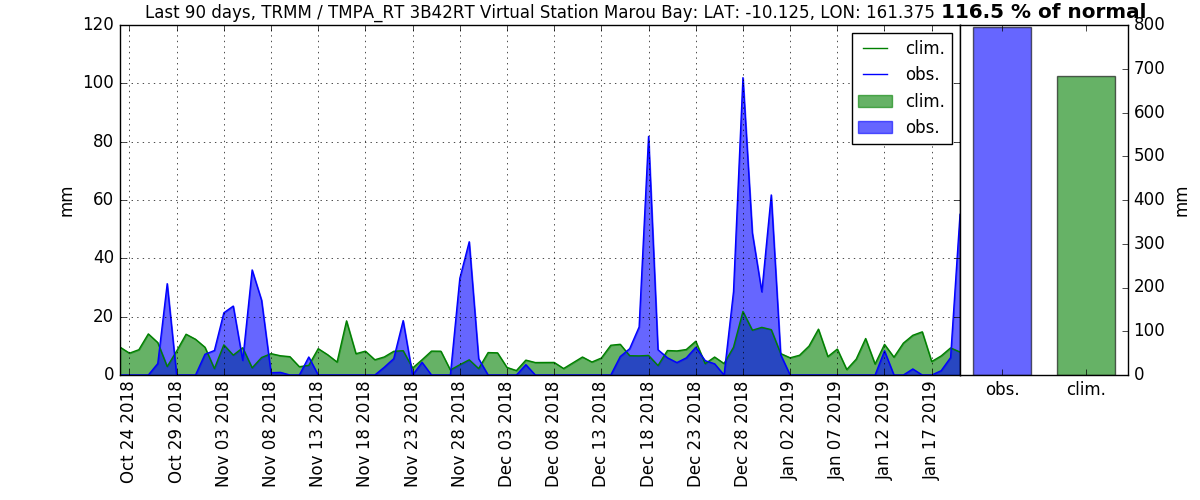 Last 90 days, TRMM / TMPA_RT 3B42RT Virtual Station Marou Bay: LAT: -10.125, LON: 161.375 116.5 % of normal
120
100
80
60
40
20
0
mm
clim.
obs.
clim.
obs.
800
700
600
500
400
300
200
100
0
mm
Oct 24 2018
Oct 29 2018
Nov 03 2018
Nov 08 2018
Nov 13 2018
Nov 18 2018
Nov 23 2018
Nov 28 2018
Dec 03 2018
Dec 08 2018
Dec 13 2018
Dec 18 2018
Dec 23 2018
Dec 28 2018
Jan 02 2019
Jan 07 2019
Jan 12 2019
Jan 17 2019
obs.
clim.